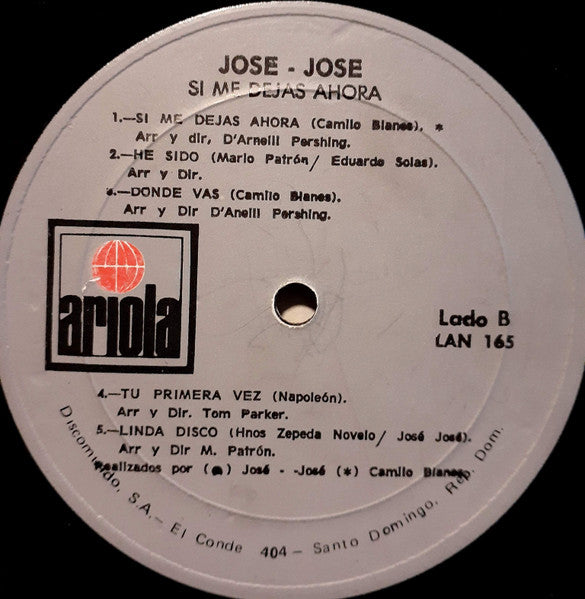 JOSE - JOSE
SI ME DEJAS AHORA
1.—SI ME DEJAS AHORA (Camilo Blanes), *
Arr y dir, D'Arnelll Pershing.
2.—HE SIDO (Mario Patrón/ Eduardo Solas).
Arr y Dir.
.—DONDE VAS (Camilo Blanes).
Arr y Dir D'Anelll Pershing.
ariola
Lado B
LAN 165
4.—TU PRIMERA VEZ (Napoleón).
Arr y Dir. Tom Parker.
5.—LINDA DISCO (Hnos Zepeda Novelo/ José José).
Arr y Dir M. Patrón.
Realizados por (●) José - -José (*) Camilo Blanes.
Discomundo, S.A.— El Conde 404 — Santo Domingo, Rep. Dom.